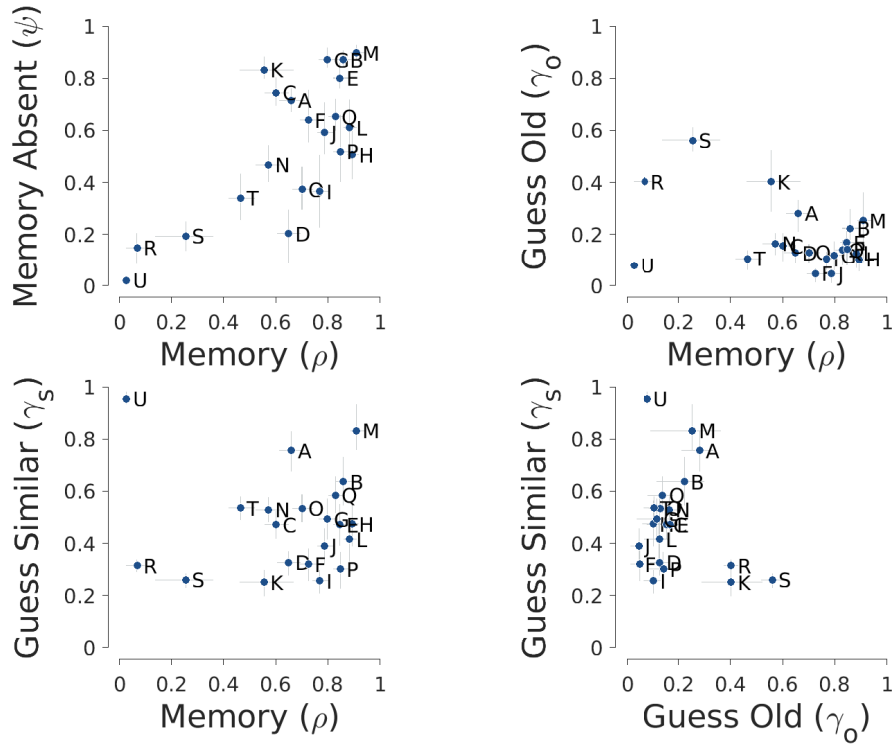 Memory Absent (ψ)
1
0.8
0.6
0.4
0.2
0
M
G
B
K
E
C
A
Q
F
J
L
P
H
N
O
I
T
D
S
R
U
0 0.2 0.4 0.6 0.8 1
Memory (ρ)
Guess Old (γo)
1
0.8
0.6
0.4
0.2
0
S
R
K
A
M
B
N
C
E
D
O
T
U
G
L
H
F
J
0 0.2 0.4 0.6 0.8 1
Memory (ρ)
Guess Similar (γs)
1
0.8
0.6
0.4
0.2
0
U
M
A
B
Q
T
N
O
G
C
E
H
L
J
D
F
P
R
S
K
I
0 0.2 0.4 0.6 0.8 1
Memory (ρ)
Guess Similar (γs)
1
0.8
0.6
0.4
0.2
0
U
M
A
B
Q
T
N
H
E
L
J
F
D
P
R
I
K
S
0 0.2 0.4 0.6 0.8 1
Guess Old (γo)